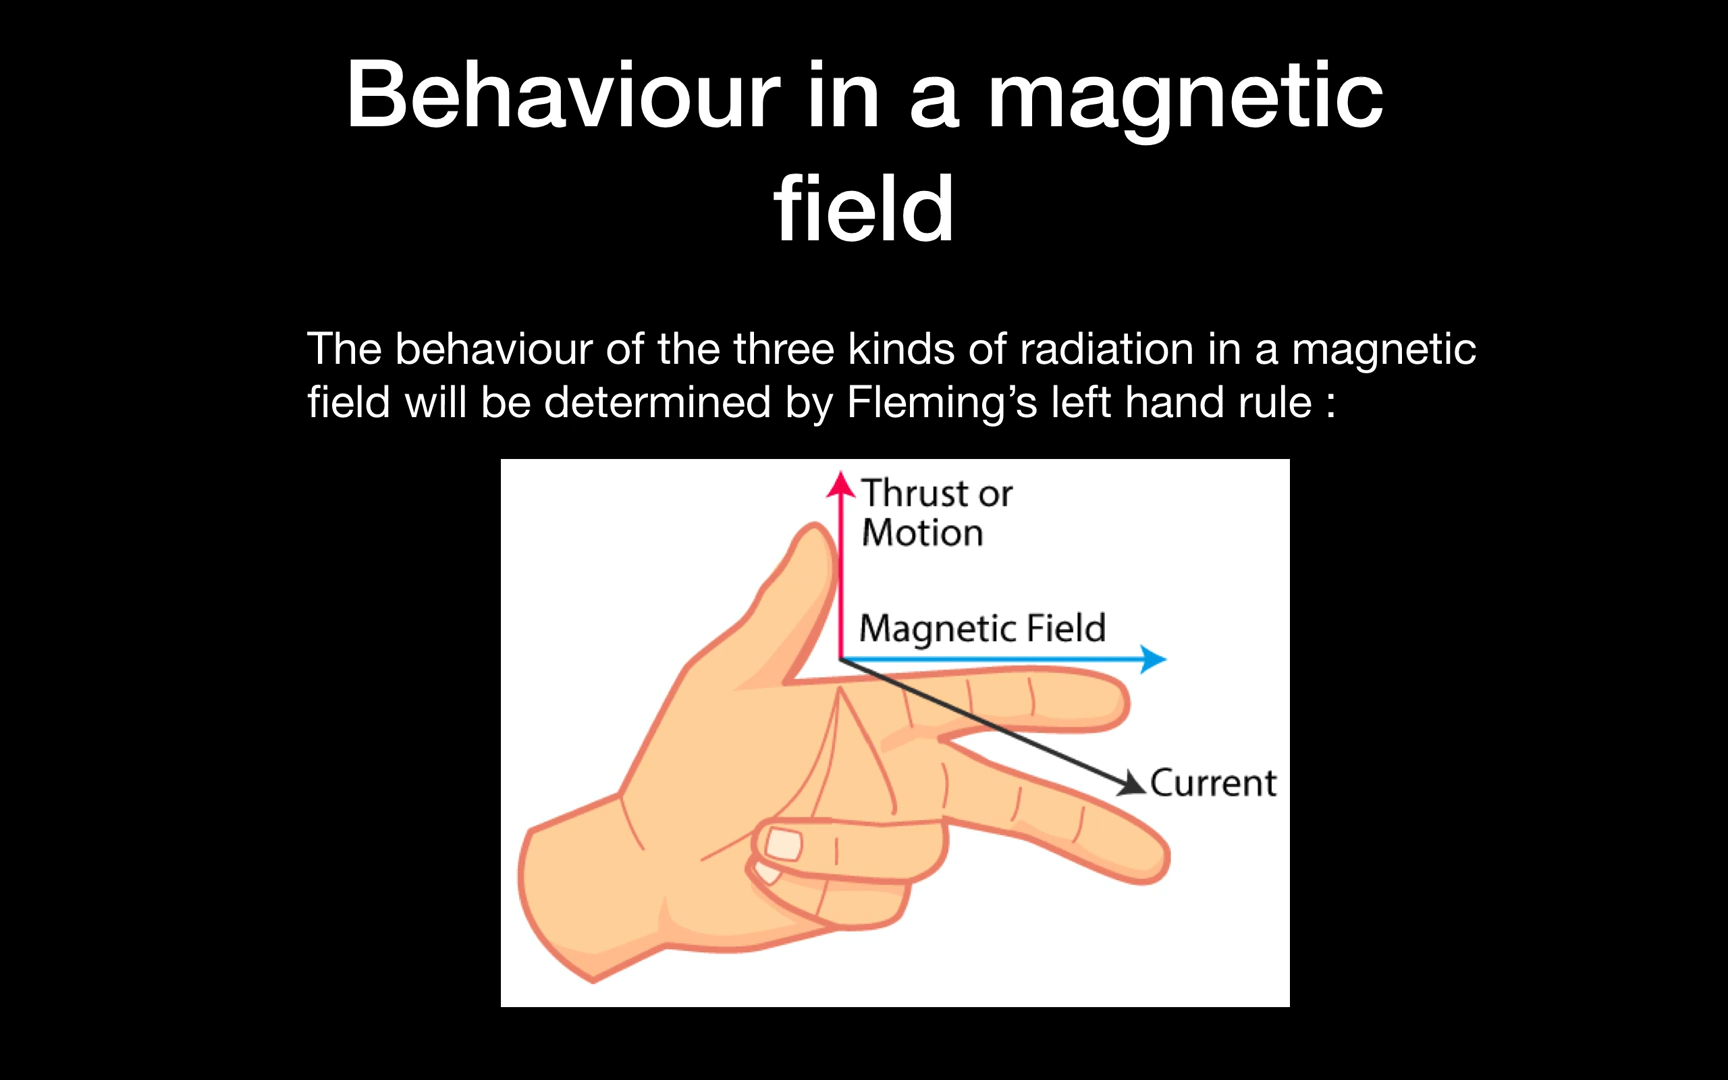 Behaviour in a magnetic
field
The behaviour of the three kinds of radiation in a magnetic
field will be determined by Fleming’s left hand rule :
Thrust or
Motion
Magnetic Field
Current